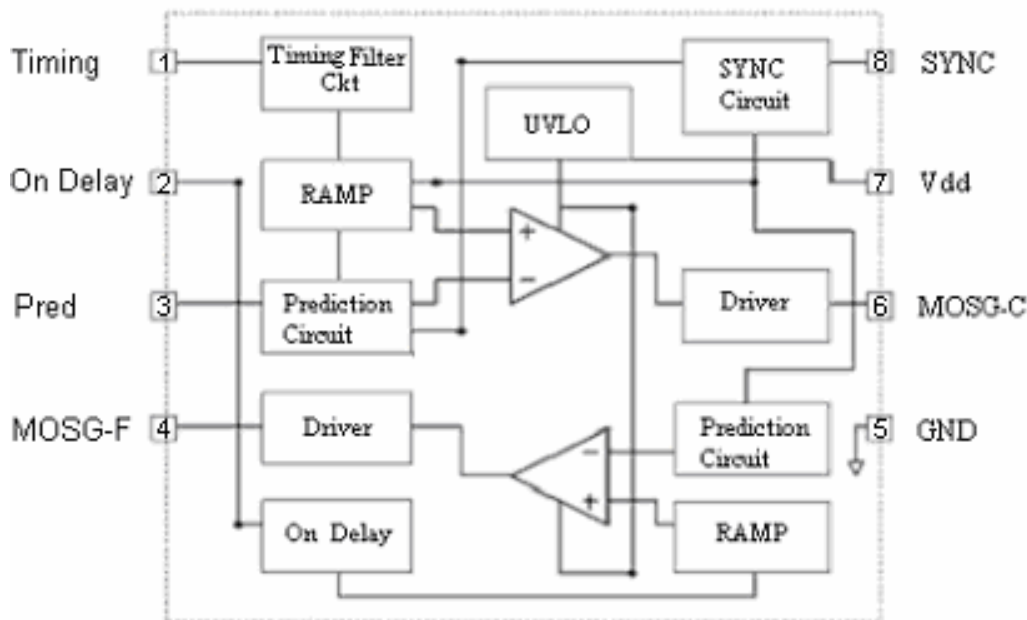 Timing 1 Timing Filter Ckt SYNC Circuit 8 SYNC
UVLO
On Delay 2 RAMP 7 Vdd
+
−
Pred 3 Prediction Circuit Driver 6 MOSG-C
MOSG-F 4 Driver Prediction Circuit 5 GND
−
+
On Delay RAMP